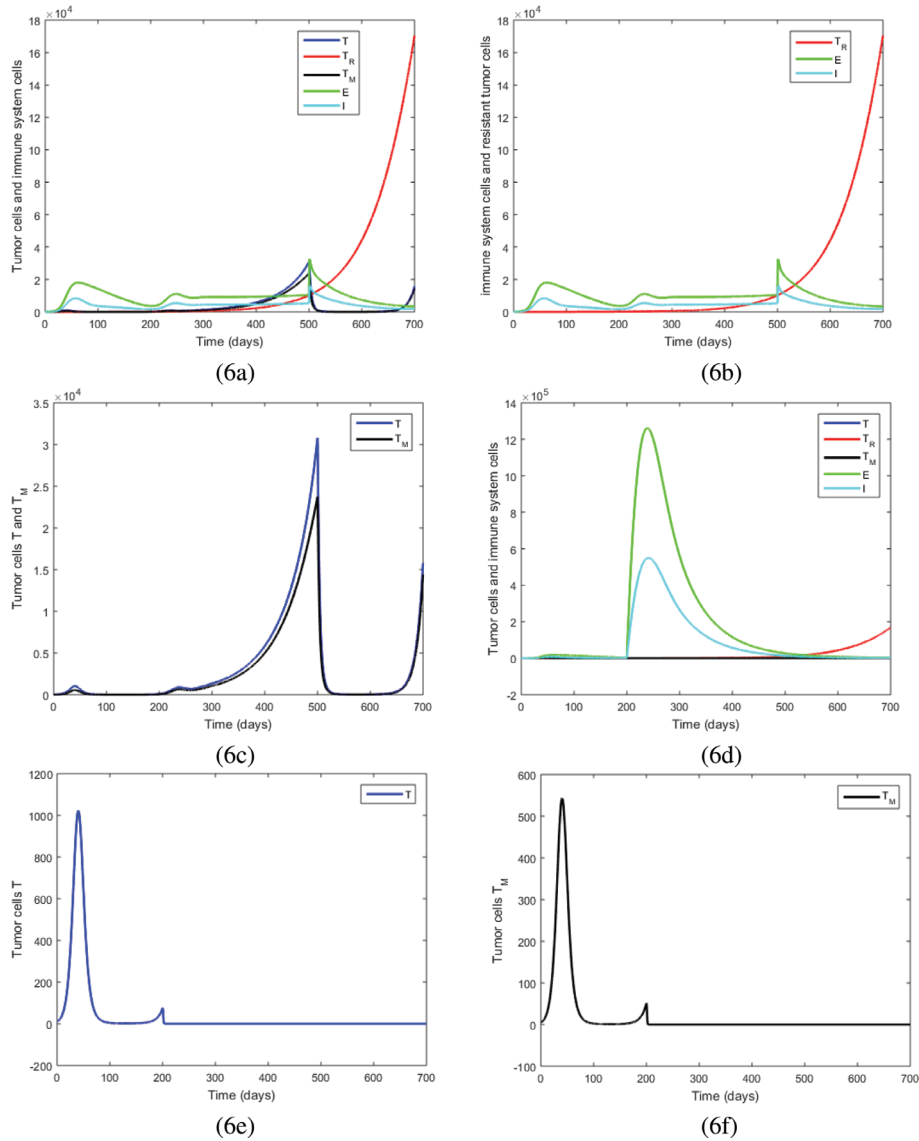 ×10⁴
18
16
14
12
10
8
6
4
2
0
Tumor cells and immune system cells
T
T_R
T_M
E
I
0 100 200 300 400 500 600 700
Time (days)
(6a)
×10⁴
18
16
14
12
10
8
6
4
2
0
immune system cells and resistant tumor cells
T_R
E
I
0 100 200 300 400 500 600 700
Time (days)
(6b)
×10⁴
3.5
3
2.5
2
1.5
1
0.5
0
Tumor cells T and T_M
T
T_M
0 100 200 300 400 500 600 700
Time (days)
(6c)
×10⁵
14
12
10
8
6
4
2
0
-2
Tumor cells and immune system cells
T
T_R
T_M
E
I
0 100 200 300 400 500 600 700
Time (days)
(6d)
1200
1000
800
600
400
200
0
-200
Tumor cells T
T
0 100 200 300 400 500 600 700
Time (days)
(6e)
600
500
400
300
200
100
0
-100
Tumor cells T_M
T_M
0 100 200 300 400 500 600 700
Time (days)
(6f)